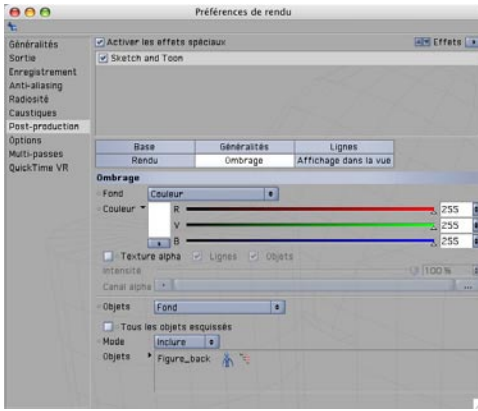 Préférences de rendu
Généralités
Sortie
Enregistrement
Anti-aliasing
Radiosité
Caustiques
Post-production
Options
Multi-passes
QuickTime VR
Activer les effets spéciaux
Effets
Sketch and Toon
Base Généralités Lignes
Rendu Ombrage Affichage dans la vue
Ombrage
Fond Couleur
Couleur R 255
V 255
B 255
Texture alpha Lignes Objets
Intensité 100 %
Canal alpha ...
Objets Fond
Tous les objets esquissés
Mode Inclure
Objets Figure_back